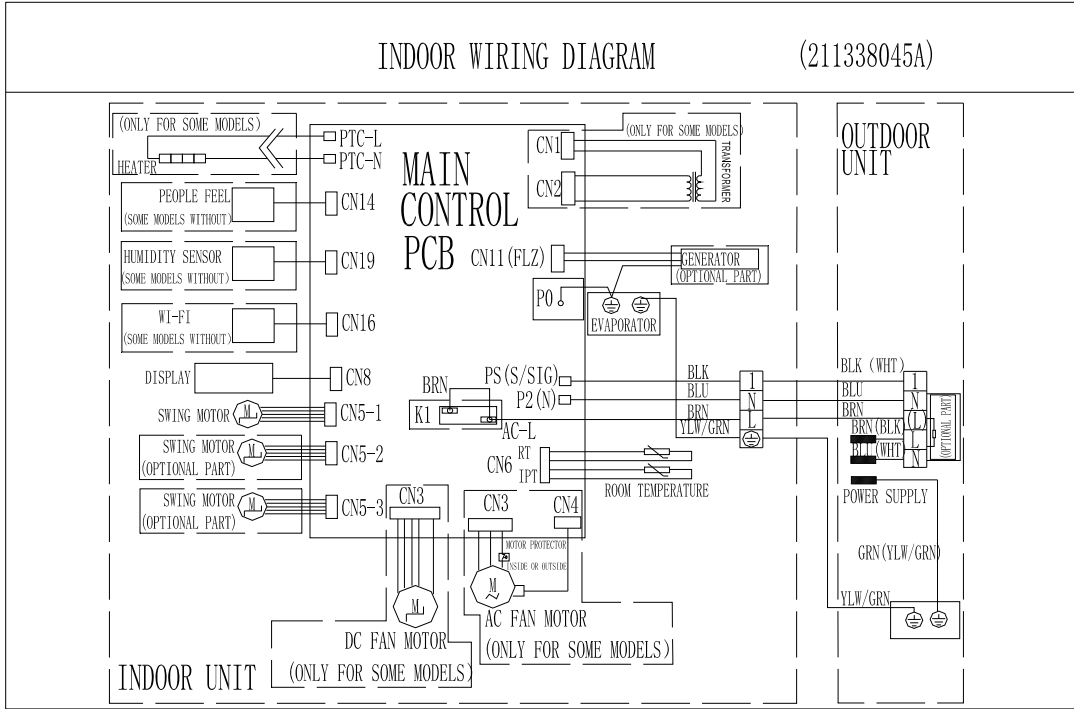 INDOOR WIRING DIAGRAM (211338045A)
(ONLY FOR SOME MODELS)
HEATER
PTC-L
PTC-N
PEOPLE FEEL
(SOME MODELS WITHOUT)
CN14
HUMIDITY SENSOR
(SOME MODELS WITHOUT)
CN19
WI-FI
(SOME MODELS WITHOUT)
CN16
DISPLAY
CN8
SWING MOTOR
M
CN5-1
SWING MOTOR
(OPTIONAL PART)
M
CN5-2
SWING MOTOR
(OPTIONAL PART)
M
CN5-3
MAIN
CONTROL
PCB
(ONLY FOR SOME MODELS)
CN1
CN2
TRANSFORMER
CN11(FLZ)
GENERATOR
(OPTIONAL PART)
P0
EVAPORATOR
BRN
K1
PS(S/SIG)
P2(N)
AC-L
BLK
BLU
BRN
YLW/GRN
1
N
L
CN6
RT
IPT
ROOM TEMPERATURE
CN3
M
DC FAN MOTOR
(ONLY FOR SOME MODELS)
CN3
CN4
MOTOR PROTECTOR
INSIDE OR OUTSIDE
M
AC FAN MOTOR
(ONLY FOR SOME MODELS)
INDOOR UNIT
OUTDOOR
UNIT
BLK(WHT)
BLU
BRN
BRN(BLK)
BLU(WHT)
1
N
(L)
L
N
(OPTIONAL PART)
POWER SUPPLY
GRN(YLW/GRN)
YLW/GRN